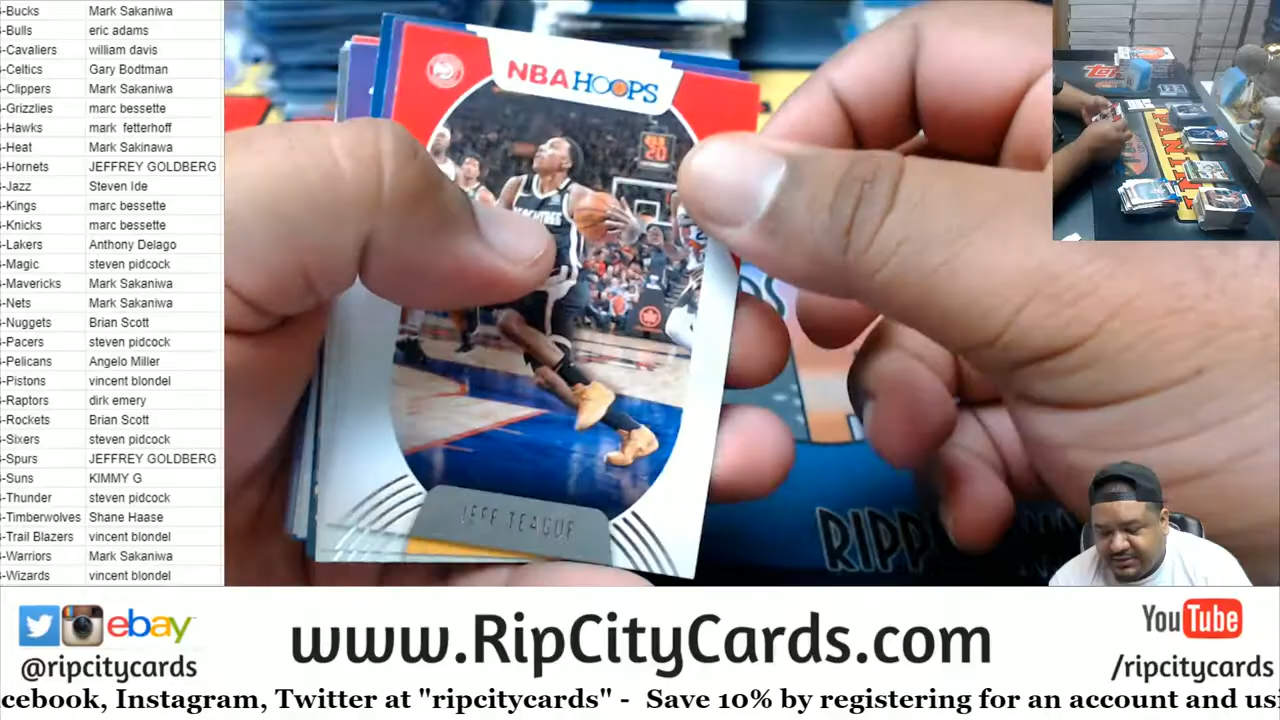 -Bucks Mark Sakaniwa
-Bulls eric adams
-Cavaliers william davis
-Celtics Gary Bodtman
-Clippers Mark Sakaniwa
-Grizzlies marc bessette
-Hawks mark fetterhoff
-Heat Mark Sakinawa
-Hornets JEFFREY GOLDBERG
-Jazz Steven Ide
-Kings marc bessette
-Knicks marc bessette
-Lakers Anthony Delago
-Magic steven pidcock
-Mavericks Mark Sakaniwa
-Nets Mark Sakaniwa
-Nuggets Brian Scott
-Pacers steven pidcock
-Pelicans Angelo Miller
-Pistons vincent blondel
-Raptors dirk emery
-Rockets Brian Scott
-Sixers steven pidcock
-Spurs JEFFREY GOLDBERG
-Suns KIMMY G
-Thunder steven pidcock
-Timberwolves Shane Haase
-Trail Blazers vincent blondel
-Warriors Mark Sakaniwa
-Wizards vincent blondel
NBA HOOPS
JEFF TEAGUE
PANINI
RIPP
ebay
@ripcitycards
www.RipCityCards.com
YouTube
/ripcitycards
cebook, Instagram, Twitter at "ripcitycards" - Save 10% by registering for an account and usi